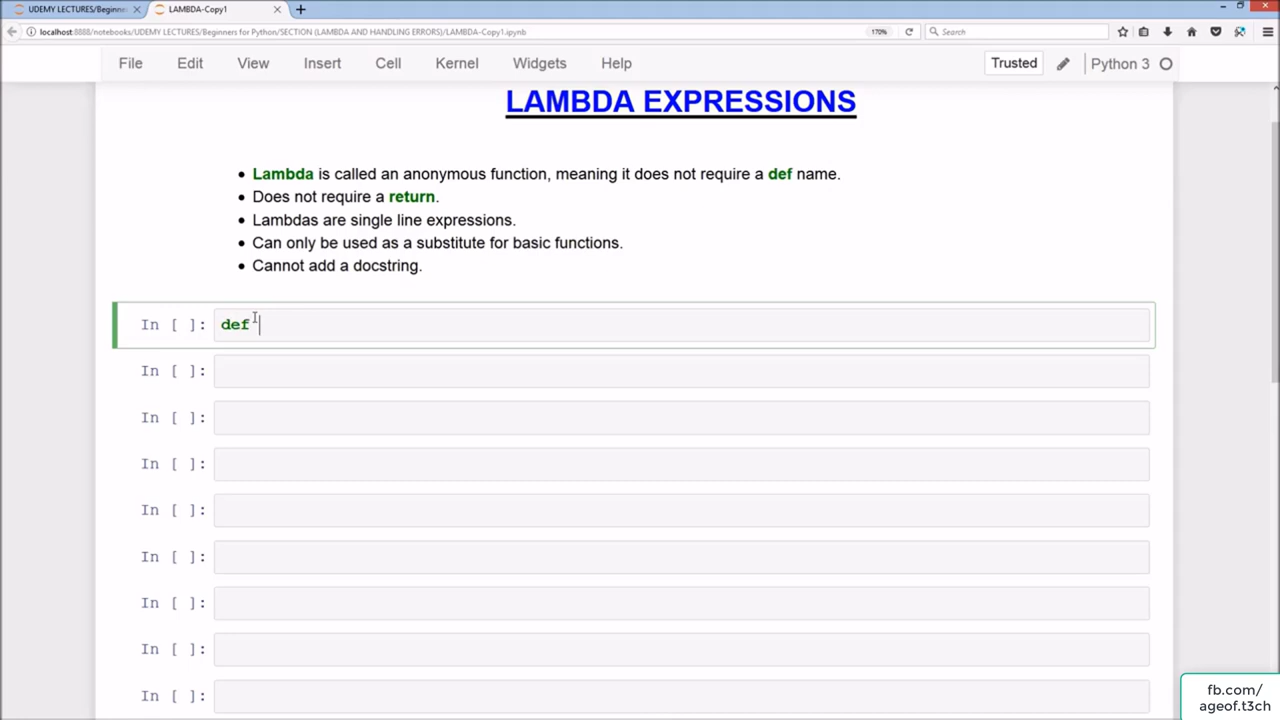 UDEMY LECTURES/Beginner
LAMBDA-Copy1
localhost:8888/notebooks/UDEMY LECTURES/Beginners for Python/SECTION (LAMBDA AND HANDLING ERRORS)/LAMBDA-Copy1.ipynb
170%
Search
File Edit View Insert Cell Kernel Widgets Help
Trusted
Python 3
LAMBDA EXPRESSIONS
• Lambda is called an anonymous function, meaning it does not require a def name.
• Does not require a return.
• Lambdas are single line expressions.
• Can only be used as a substitute for basic functions.
• Cannot add a docstring.
In [ ]: def
In [ ]:
In [ ]:
In [ ]:
In [ ]:
In [ ]:
In [ ]:
In [ ]:
In [ ]:
fb.com/
ageof.t3ch